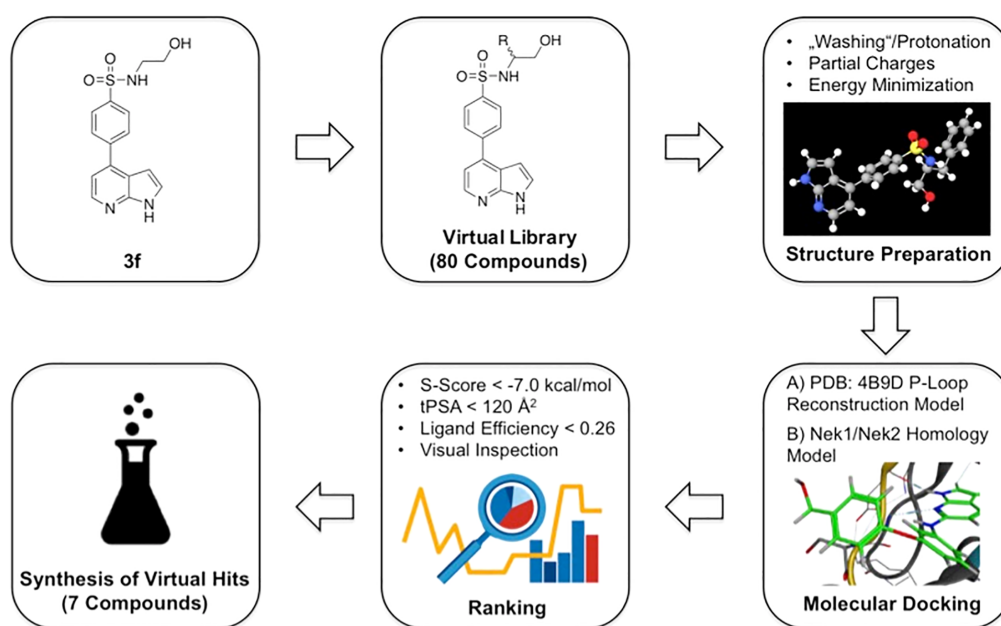 OH
O
O=S-NH
N
N
H
3f
R
OH
O
O=S-NH
N
N
H
Virtual Library
(80 Compounds)
• „Washing“/Protonation
• Partial Charges
• Energy Minimization
Structure Preparation
A) PDB: 4B9D P-Loop
Reconstruction Model
B) Nek1/Nek2 Homology
Model
Molecular Docking
• S-Score < -7.0 kcal/mol
• tPSA < 120 Å²
• Ligand Efficiency < 0.26
• Visual Inspection
Ranking
Synthesis of Virtual Hits
(7 Compounds)